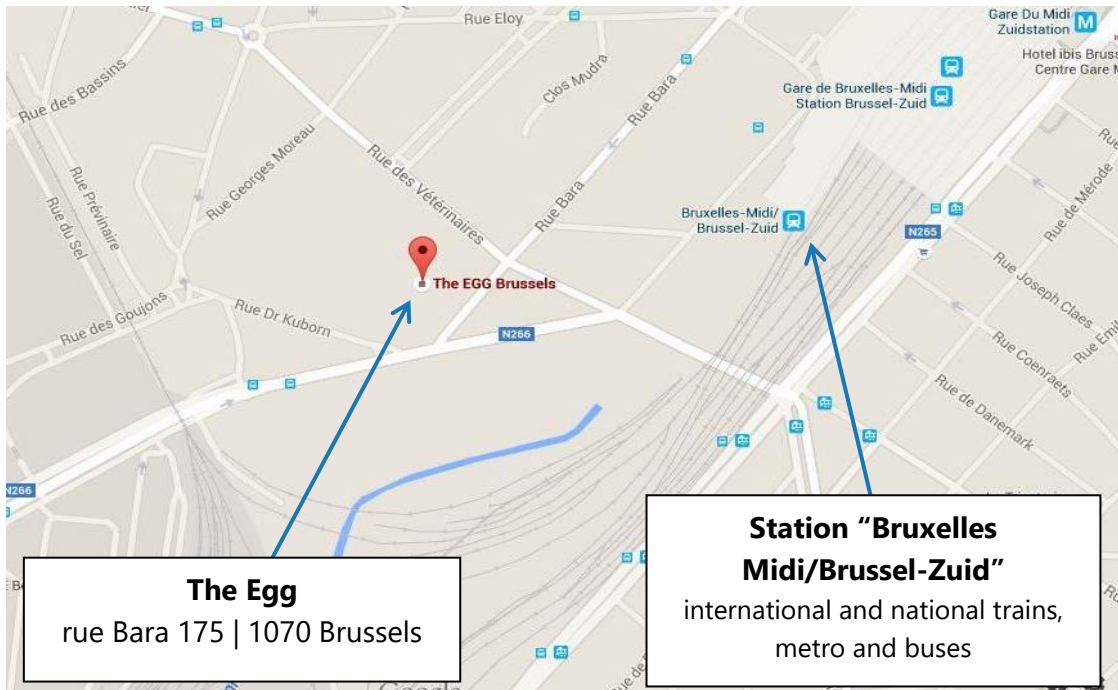 Rue Eloy
Gare Du Midi
Zuidstation
Hotel ibis Bruss
Centre Gare M
Clos Mudra
Rue Bara
Gare de Bruxelles-Midi
Station Brussel-Zuid
Rue des Bassins
Rue Georges Moreau
Rue des Vétérinaires
Rue Prévinaire
Rue du Sel
Rue Bara
Bruxelles-Midi/
Brussel-Zuid
Rue de Mérode
N265
The EGG Brussels
Rue des Goujons
Rue Dr Kuborn
N266
Rue Joseph Claes
Rue Coenraets
Rue Em
Rue de Danemark
N266
The Egg
rue Bara 175 | 1070 Brussels
Station “Bruxelles
Midi/Brussel-Zuid”
international and national trains,
metro and buses